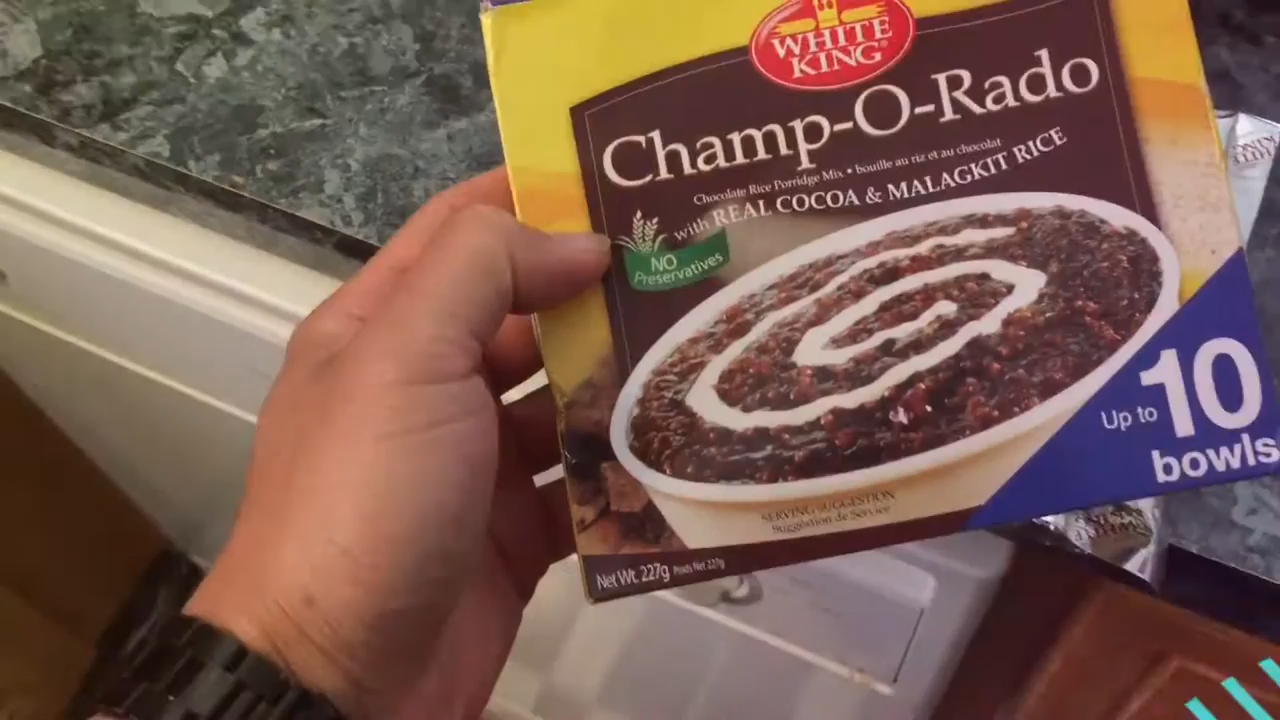 WHITE
KING®
Champ-O-Rado
Chocolate Rice Porridge Mix • bouille au riz et au chocolat
with REAL COCOA & MALAGKIT RICE
NO
Preservatives
Up to 10
bowls
SERVING SUGGESTION
Suggestion de Service
Net Wt. 227g Poids Net 227g